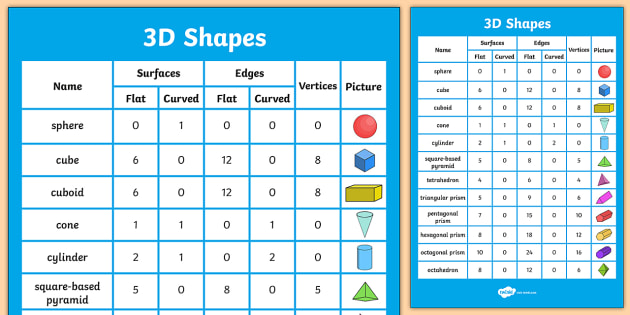 3D Shapes
Name Surfaces Edges Vertices Picture
Flat Curved Flat Curved
sphere 0 1 0 0 0
cube 6 0 12 0 8
cuboid 6 0 12 0 8
cone 1 1 0 1 0
cylinder 2 1 0 2 0
square-based
pyramid 5 0 8 0 5
3D Shapes
Name Surfaces Edges Vertices Picture
Flat Curved Flat Curved
sphere 0 1 0 0 0
cube 6 0 12 0 8
cuboid 6 0 12 0 8
cone 1 1 0 1 0
cylinder 2 1 0 2 0
square-based
pyramid 5 0 8 0 5
tetrahedron 4 0 6 0 4
triangular prism 5 0 9 0 6
pentagonal
prism 7 0 15 0 10
hexagonal prism 8 0 18 0 12
octagonal prism 10 0 24 0 16
octahedron 8 0 12 0 6
twinkl